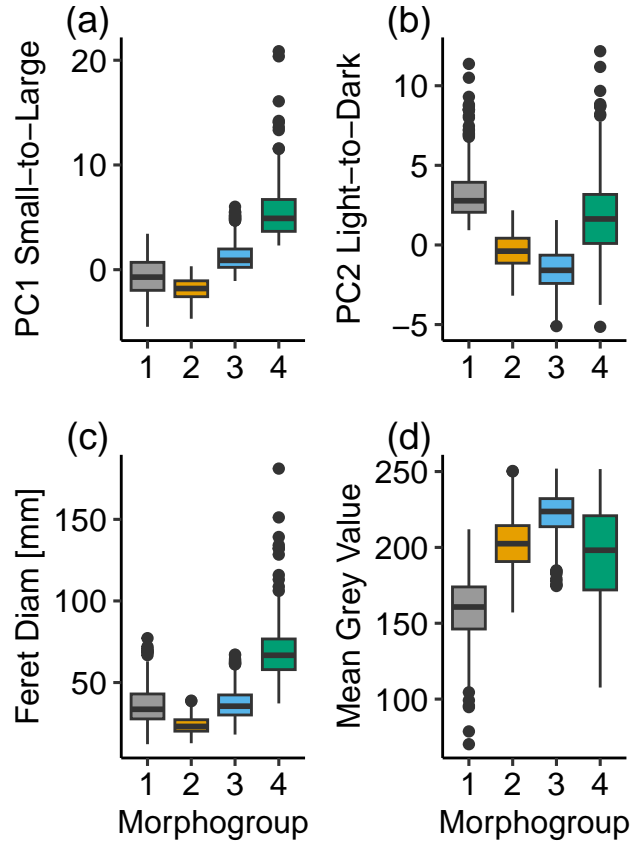 (a)
PC1 Small−to−Large
20
10
0
1 2 3 4
(b)
PC2 Light−to−Dark
10
5
0
−5
1 2 3 4
(c)
Feret Diam [mm]
150
100
50
1 2 3 4
Morphogroup
(d)
Mean Grey Value
250
200
150
100
1 2 3 4
Morphogroup